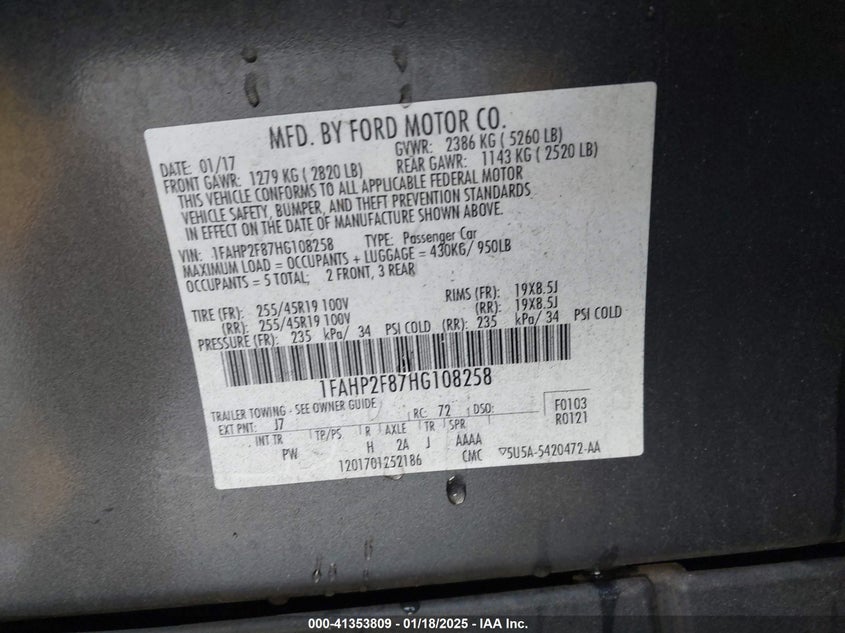 MFD. BY FORD MOTOR CO.
DATE: 01/17 GVWR: 2386 KG ( 5260 LB)
FRONT GAWR: 1279 KG ( 2820 LB) REAR GAWR: 1143 KG ( 2520 LB)
THIS VEHICLE CONFORMS TO ALL APPLICABLE FEDERAL MOTOR
VEHICLE SAFETY, BUMPER, AND THEFT PREVENTION STANDARDS
IN EFFECT ON THE DATE OF MANUFACTURE SHOWN ABOVE.
VIN: 1FAHP2F87HG108258 TYPE: Passenger Car
MAXIMUM LOAD = OCCUPANTS + LUGGAGE = 430KG/ 950LB
OCCUPANTS = 5 TOTAL; 2 FRONT, 3 REAR
TIRE (FR): 255/45R19 100V RIMS (FR): 19X8.5J
(RR): 255/45R19 100V (RR): 19X8.5J
PRESSURE (FR): 235 kPa/ 34 PSI COLD (RR): 235 kPa/ 34 PSI COLD
1FAHP2F87HG108258
TRAILER TOWING - SEE OWNER GUIDE
EXT PNT: J7 RC: 72 DSO: F0103
R0121
INT TR TP/PS R AXLE TR SPR
PW H 2A J AAAA
1201701252186 CMC ▽5U5A-5420472-AA
000-41353809 - 01/18/2025 - IAA Inc.